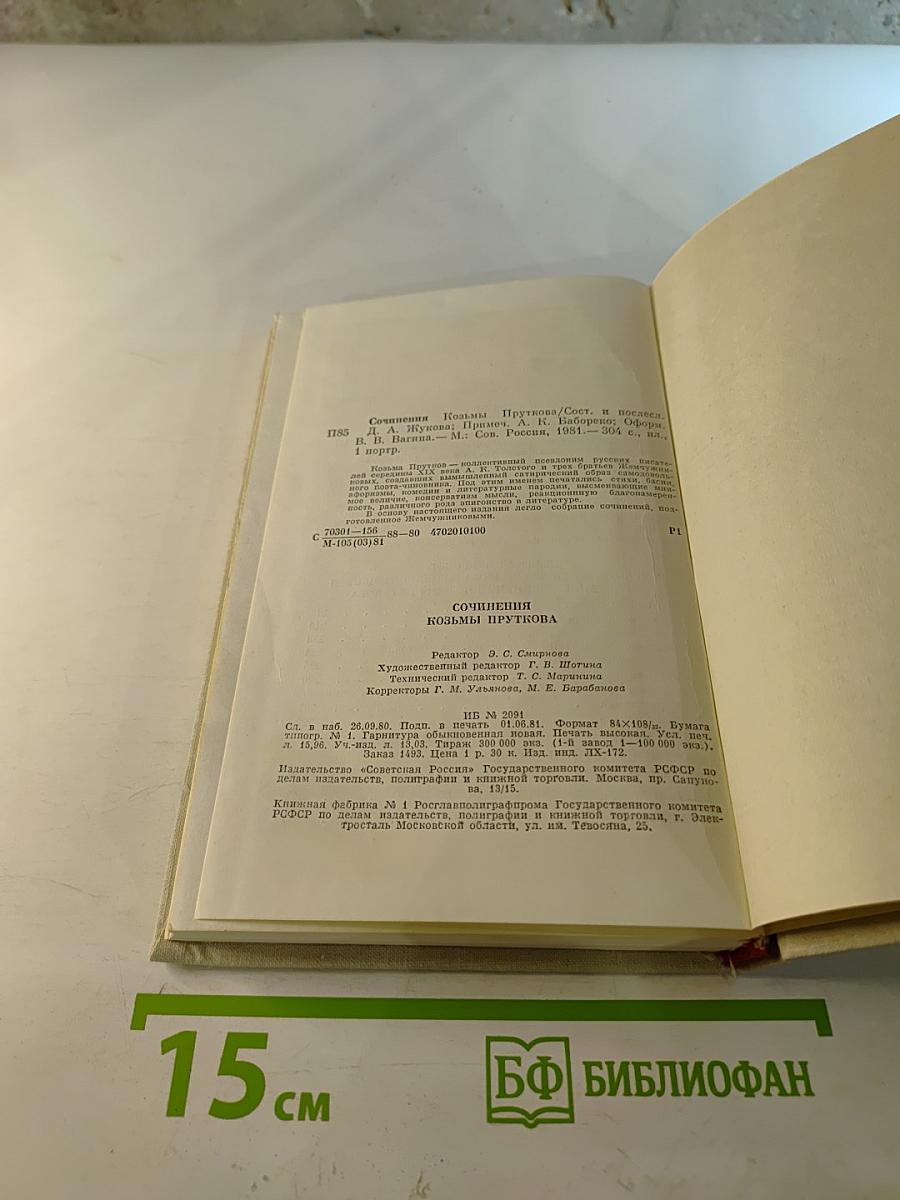 Сочинения Козьмы Пруткова/Сост. и послесл.
П85 Д. А. Жукова; Примеч. А. К. Бабореко; Оформ.
В. В. Вагина.— М.: Сов. Россия, 1981.— 304 с., ил.,
1 портр.
Козьма Прутков — коллективный псевдоним русских писате-
лей середины XIX века А. К. Толстого и трех братьев Жемчужни-
ковых, создавших вымышленный сатирический образ самодоволь-
ного поэта-чиновника. Под этим именем печатались стихи, басни,
афоризмы, комедии и литературные пародии, высмеивающие мни-
мое величие, консерватизм мысли, реакционную благонамерен-
ность, различного рода эпигонство в литературе.
В основу настоящего издания легло собрание сочинений, под-
готовленное Жемчужниковыми.
С 70301—156 88—80 4702010100 Р1
М-105(03)81
СОЧИНЕНИЯ
КОЗЬМЫ ПРУТКОВА
Редактор Э. С. Смирнова
Художественный редактор Г. В. Шотина
Технический редактор Т. С. Маринина
Корректоры Г. М. Ульянова, М. Е. Барабанова
ИБ № 2091
Сд. в наб. 26.09.80. Подп. в печать 01.06.81. Формат 84×108/32. Бумага
типогр. № 1. Гарнитура обыкновенная новая. Печать высокая. Усл. печ.
л. 15,96. Уч.-изд. л. 13,03. Тираж 300 000 экз. (1-й завод 1—100 000 экз.).
Заказ 1493. Цена 1 р. 30 к. Изд. инд. ЛХ-172.
Издательство «Советская Россия» Государственного комитета РСФСР по
делам издательств, полиграфии и книжной торговли. Москва, пр. Сапуно-
ва, 13/15.
Книжная фабрика № 1 Росглавполиграфпрома Государственного комитета
РСФСР по делам издательств, полиграфии и книжной торговли, г. Элек-
тросталь Московской области, ул. им. Тевосяна, 25.
15 см
БФ БИБЛИОФАН